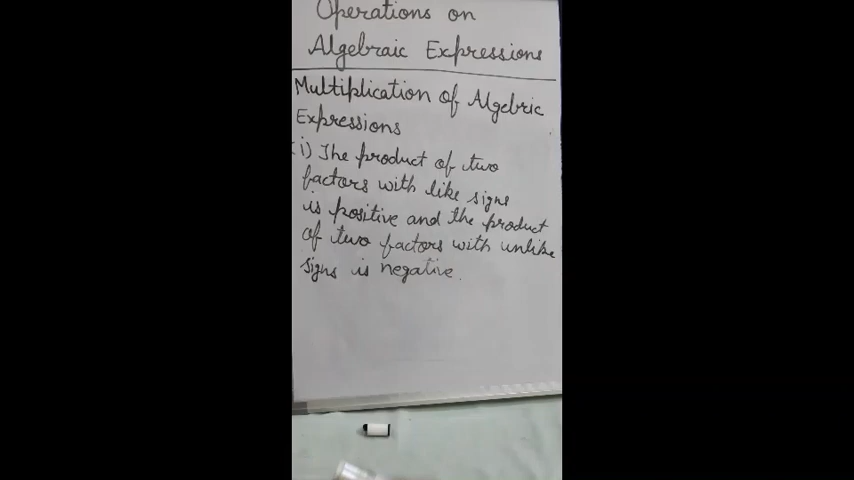 Operations on
Algebraic Expressions
Multiplication of Algebric
Expressions
i) The product of two
factors with like signs
is positive and the product
of two factors with unlike
signs is negative.